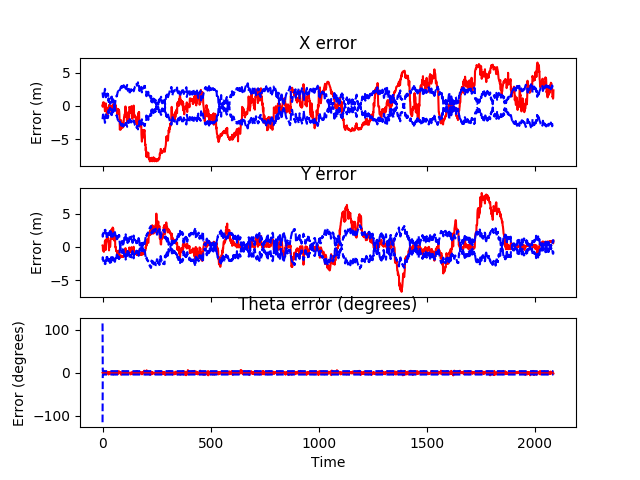 X error
Error (m)
5
0
−5
Y error
Error (m)
5
0
−5
Theta error (degrees)
Error (degrees)
100
0
−100
0 500 1000 1500 2000
Time